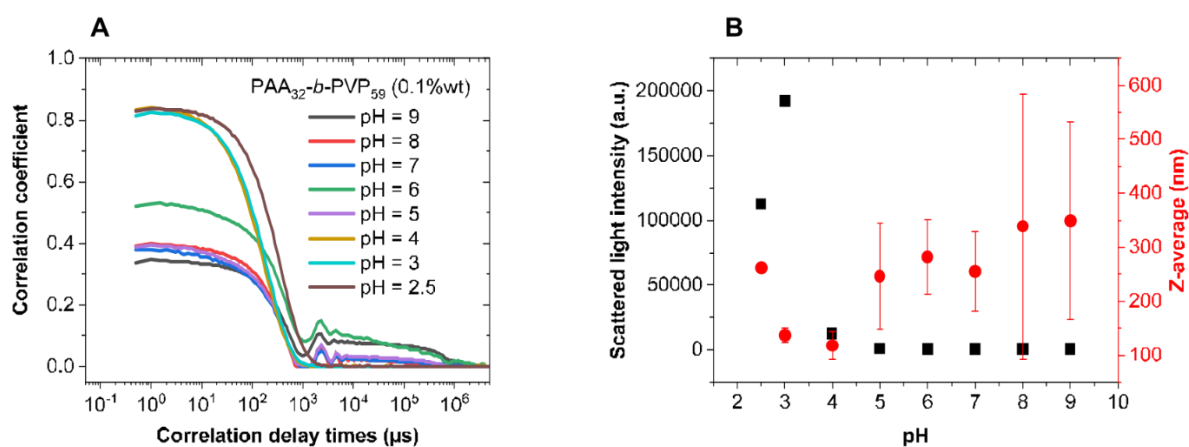 A
B
PAA32-b-PVP59 (0.1%wt)
pH = 9
pH = 8
pH = 7
pH = 6
pH = 5
pH = 4
pH = 3
pH = 2.5
1.0
0.8
0.6
0.4
0.2
0.0
Correlation coefficient
10-1 100 101 102 103 104 105 106
Correlation delay times (µs)
200000
150000
100000
50000
0
Scattered light intensity (a.u.)
600
500
400
300
200
100
Z-average (nm)
2 3 4 5 6 7 8 9 10
pH